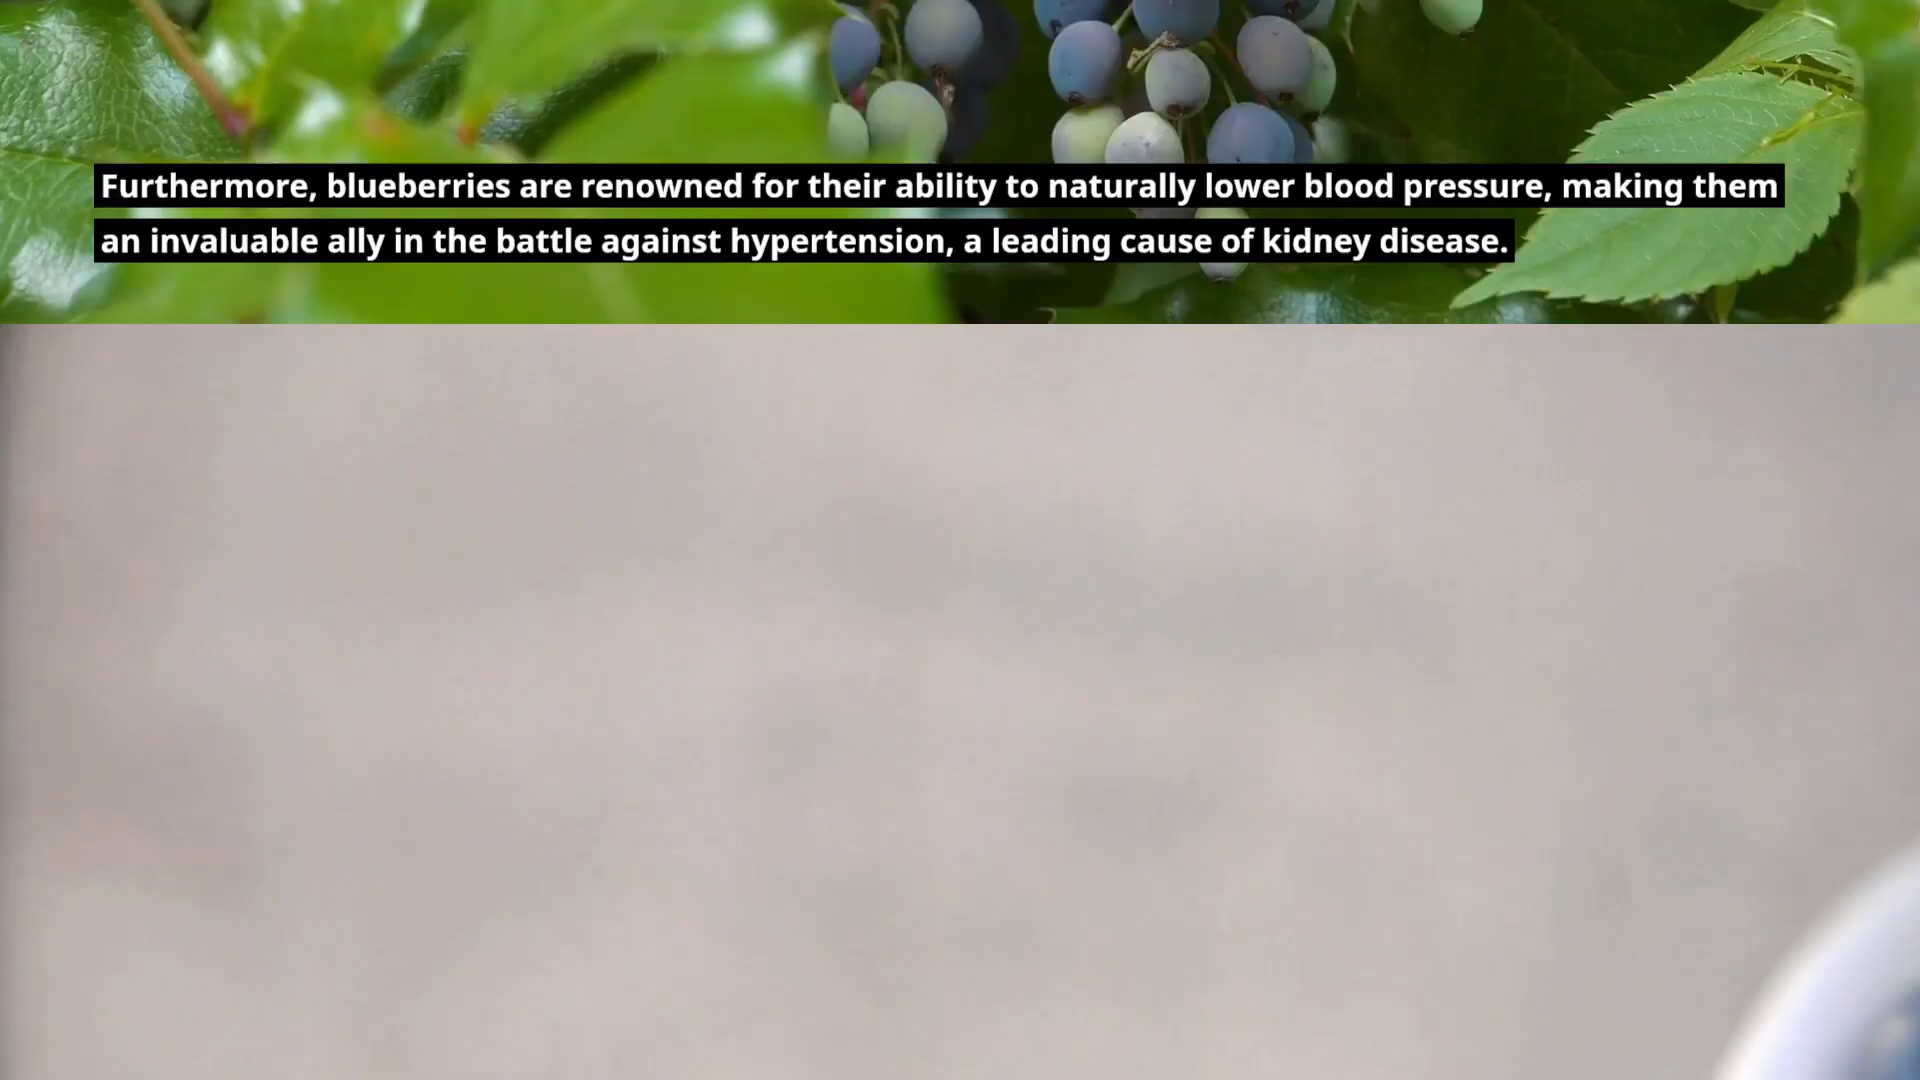 Furthermore, blueberries are renowned for their ability to naturally lower blood pressure, making them
an invaluable ally in the battle against hypertension, a leading cause of kidney disease.